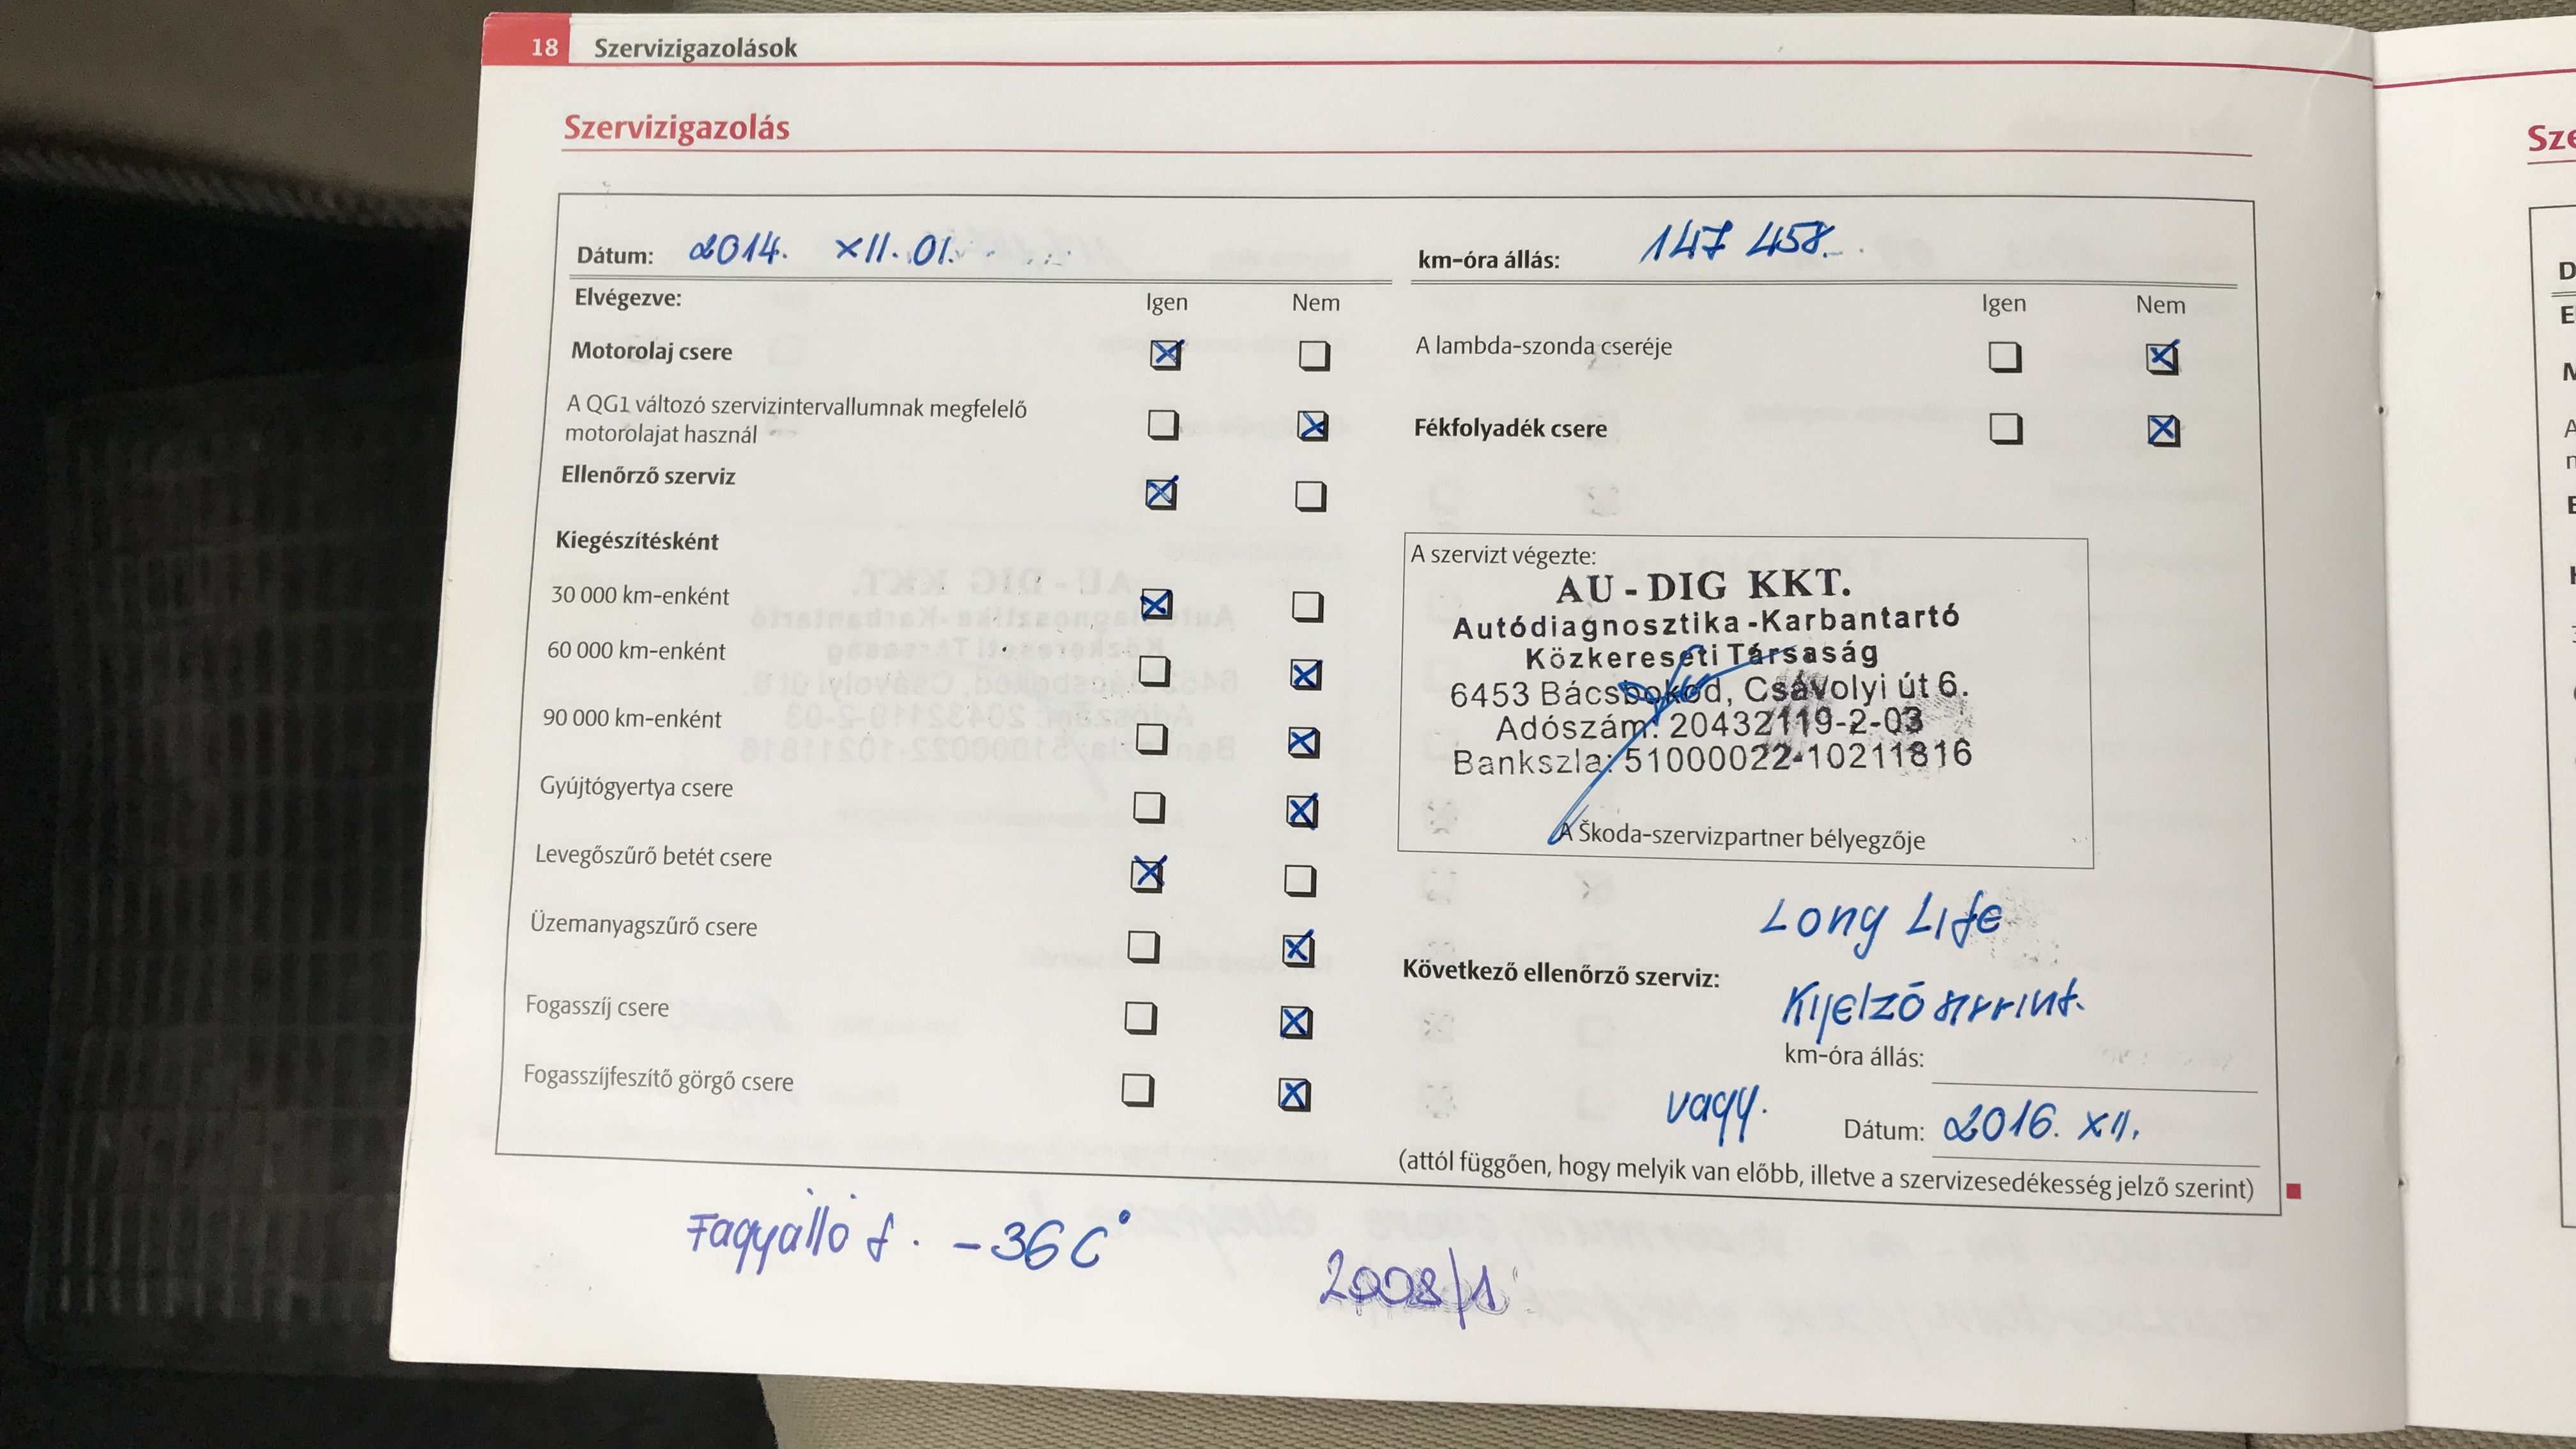 18 Szervizigazolások
Szervizigazolás
Dátum: 2014. XII. 01.
Elvégezve: Igen Nem
Motorolaj csere
A QG1 változó szervizintervallumnak megfelelő
motorolajat használ
Ellenőrző szerviz
Kiegészítésként
30 000 km-enként
60 000 km-enként
90 000 km-enként
Gyújtógyertya csere
Levegőszűrő betét csere
Üzemanyagszűrő csere
Fogasszíj csere
Fogasszíjfeszítő görgő csere
km-óra állás: 147 458.
Igen Nem
A lambda-szonda cseréje
Fékfolyadék csere
A szervizt végezte:
AU - DIG KKT.
Autódiagnosztika-Karbantartó
Közkereseti Társaság
6453 Bácsbokod, Csávolyi út 6.
Adószám: 20432119-2-03
Bankszla: 51000022-10211816
A Škoda-szervizpartner bélyegzője
Long Life
Következő ellenőrző szerviz:
Kijelző szerint.
km-óra állás:
vagy.
Dátum: 2016. XII.
(attól függően, hogy melyik van előbb, illetve a szervizesedékesség jelző szerint)
Fagyálló f. -36 C°
2008/1
Sze
D
E